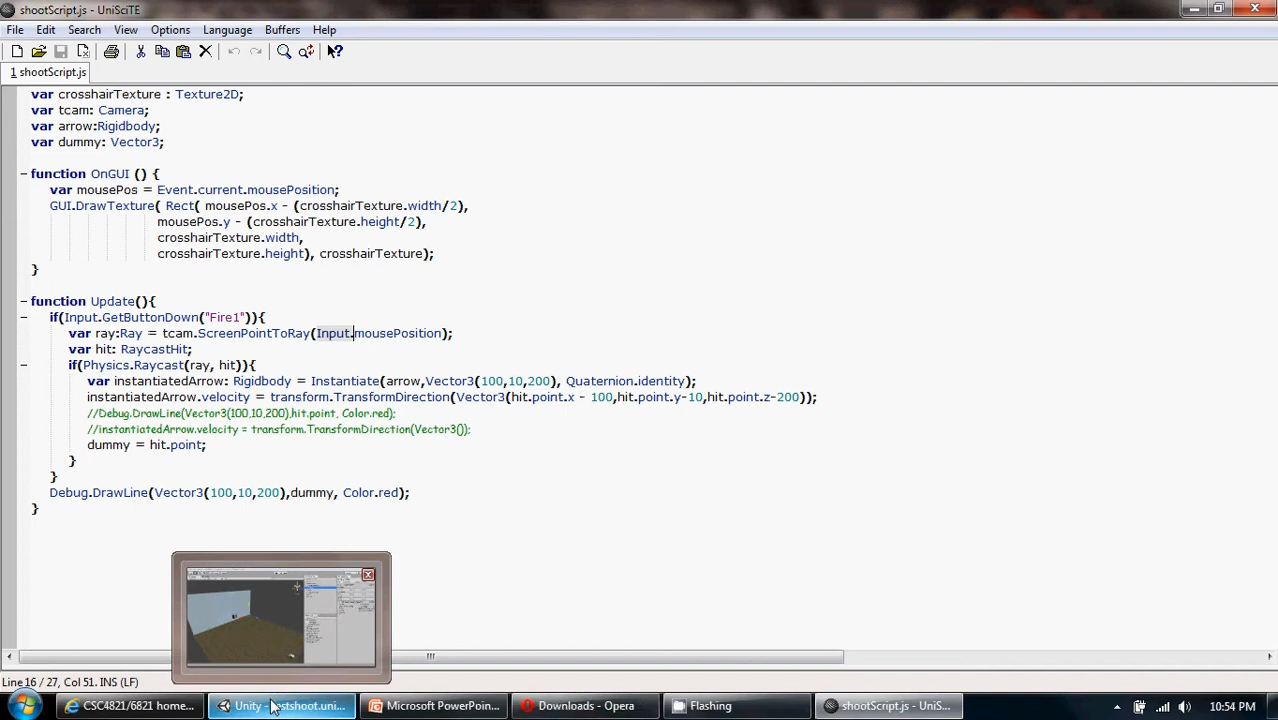 shootScript.js - UniSciTE
File Edit Search View Options Language Buffers Help
1 shootScript.js
var crosshairTexture : Texture2D;
var tcam: Camera;
var arrow:Rigidbody;
var dummy: Vector3;
function OnGUI () {
var mousePos = Event.current.mousePosition;
GUI.DrawTexture( Rect( mousePos.x - (crosshairTexture.width/2),
mousePos.y - (crosshairTexture.height/2),
crosshairTexture.width,
crosshairTexture.height), crosshairTexture);
}
function Update(){
if(Input.GetButtonDown("Fire1")){
var ray:Ray = tcam.ScreenPointToRay(Input.mousePosition);
var hit: RaycastHit;
if(Physics.Raycast(ray, hit)){
var instantiatedArrow: Rigidbody = Instantiate(arrow,Vector3(100,10,200), Quaternion.identity);
instantiatedArrow.velocity = transform.TransformDirection(Vector3(hit.point.x - 100,hit.point.y-10,hit.point.z-200));
//Debug.DrawLine(Vector3(100,10,200),hit.point, Color.red);
//instantiatedArrow.velocity = transform.TransformDirection(Vector3());
dummy = hit.point;
}
}
Debug.DrawLine(Vector3(100,10,200),dummy, Color.red);
}
Line 16 / 27, Col 51. INS (LF)
CSC4821/6821 home... Unity - testshoot.uni... Microsoft PowerPoin... Downloads - Opera Flashing shootScript.js - UniS... 10:54 PM